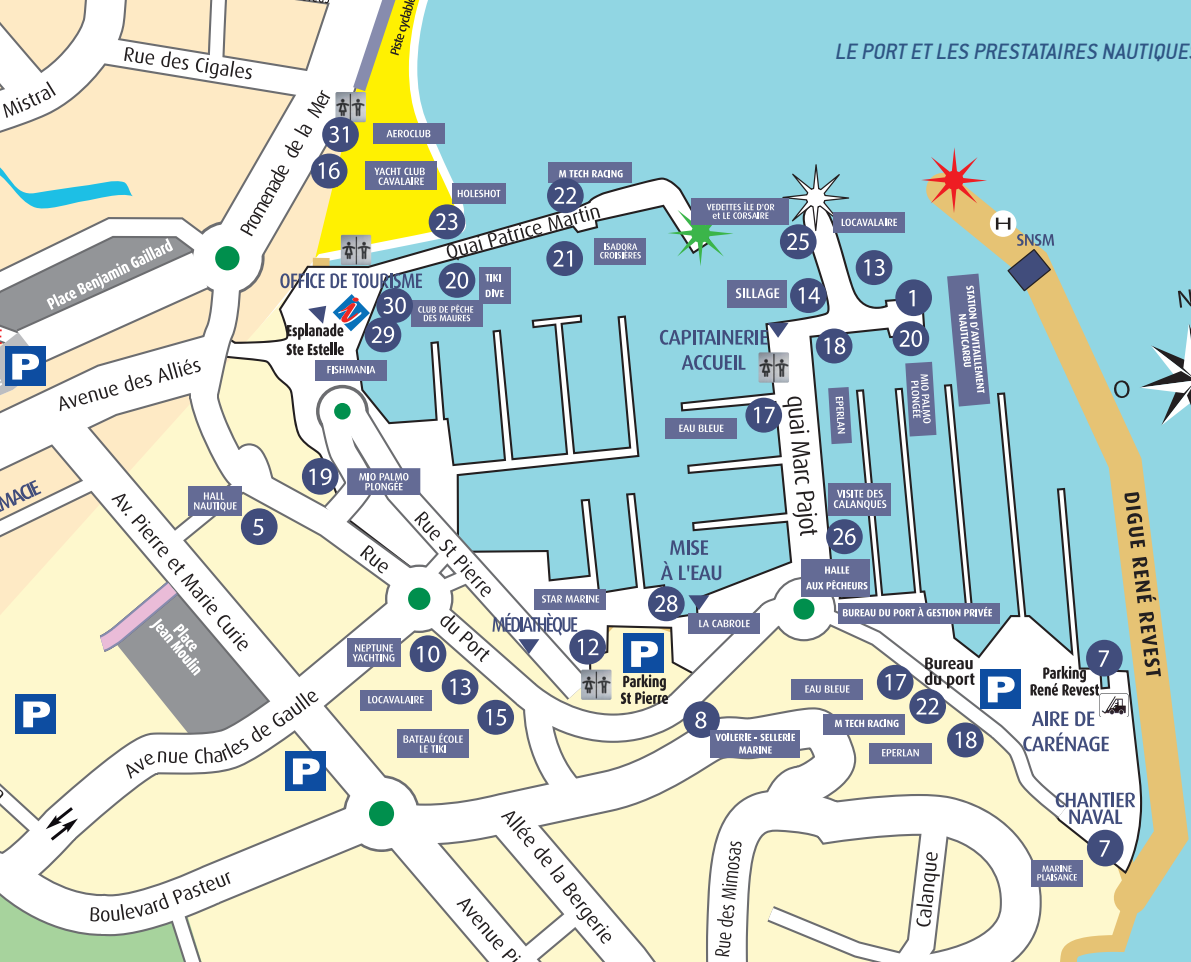 LE PORT ET LES PRESTATAIRES NAUTIQUES
Piste cyclable
Rue des Cigales
Mistral
Promenade de la Mer
31
AEROCLUB
16
YACHT CLUB
CAVALAIRE
HOLESHOT
23
M TECH RACING
22
Quai Patrice Martin
21
ISADORA
CROISIÈRES
VEDETTES ÎLE D'OR
et LE CORSAIRE
25
LOCAVALAIRE
13
H
SNSM
Place Benjamin Gaillard
OFFICE DE TOURISME
i
Esplanade
Ste Estelle
30
29
20
TIKI
DIVE
CLUB DE PÊCHE
DES MAURES
FISHMANIA
SILLAGE
14
1
20
18
CAPITAINERIE
ACCUEIL
STATION D'AVITAILLEMENT
NAUTICARBU
MIO PALMO
PLONGÉE
EPERLAN
N
O
P
Avenue des Alliés
EAU BLEUE
17
quai Marc Pajot
19
MIO PALMO
PLONGÉE
HALL
NAUTIQUE
5
MACIE
Av. Pierre et Marie Curie
Rue St Pierre
VISITE DES
CALANQUES
26
DIGUE RENÉ REVEST
MISE
À L'EAU
HALLE
AUX PÊCHEURS
Rue
du Port
STAR MARINE
28
LA CABROLE
BUREAU DU PORT À GESTION PRIVÉE
MÉDIATHÈQUE
12
P
Parking
St Pierre
Place
Jean Moulin
NEPTUNE
YACHTING
10
LOCAVALAIRE
13
15
BATEAU ÉCOLE
LE TIKI
EAU BLEUE
17
Bureau
du port
22
M TECH RACING
EPERLAN
18
P
7
Parking
René Revest
AIRE DE
CARÉNAGE
8
VOILERIE - SELLERIE
MARINE
P
Avenue Charles de Gaulle
P
CHANTIER
NAVAL
7
MARINE
PLAISANCE
Boulevard Pasteur
Allée de la Bergerie
Avenue Pi
Rue des Mimosas
Calanque